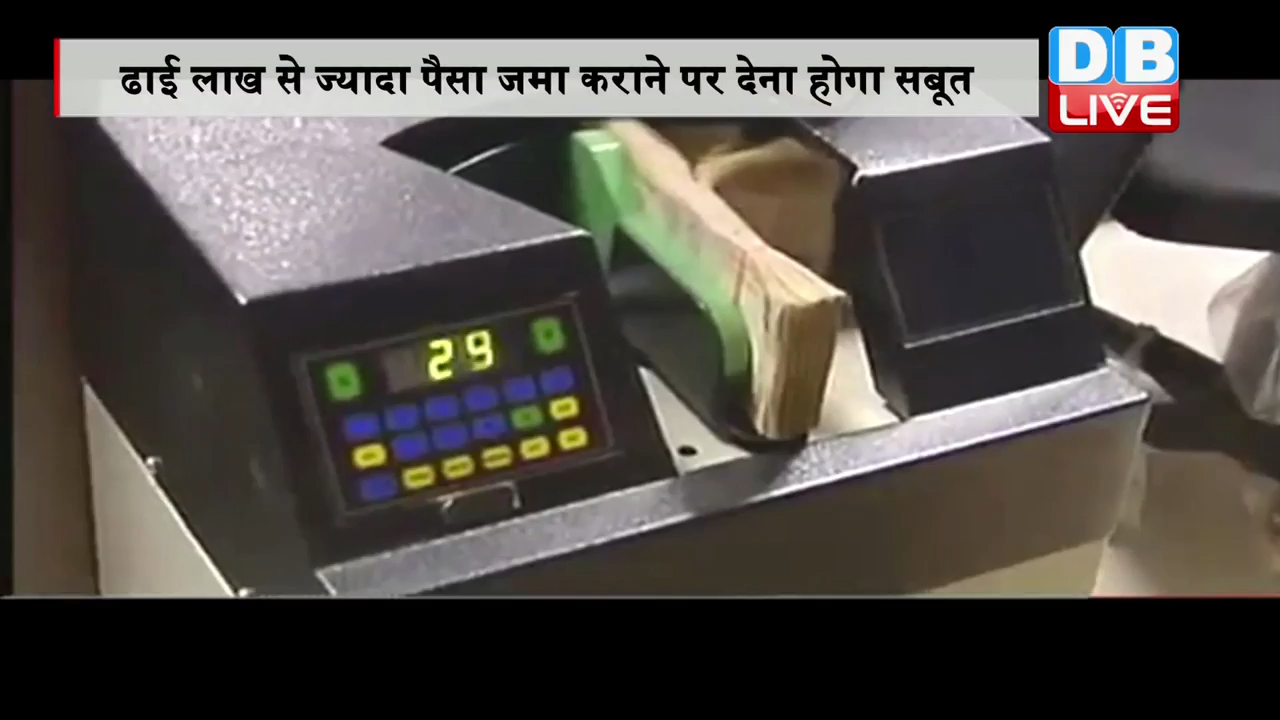 ढाई लाख से ज्यादा पैसा जमा कराने पर देना होगा सबूत
DB
LIVE
29